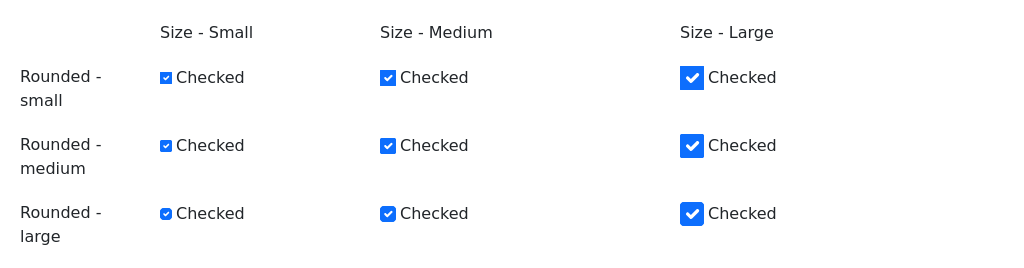 Size - Small Size - Medium Size - Large
Rounded - small Checked Checked Checked
Rounded - medium Checked Checked Checked
Rounded - large Checked Checked Checked